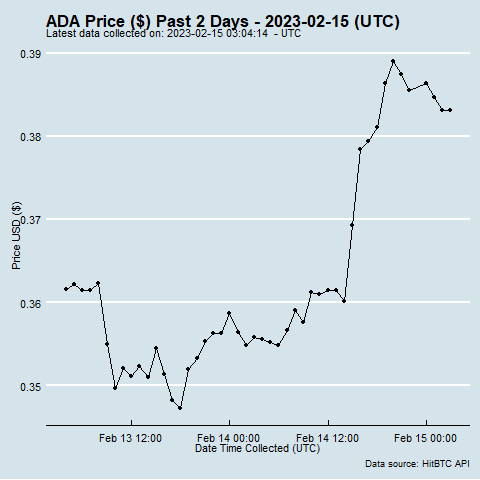 ADA Price ($) Past 2 Days - 2023-02-15 (UTC)
Latest data collected on: 2023-02-15 03:04:14 - UTC
0.39
0.38
0.37
0.36
0.35
Price USD ($)
Feb 13 12:00
Feb 14 00:00
Feb 14 12:00
Feb 15 00:00
Date Time Collected (UTC)
Data source: HitBTC API